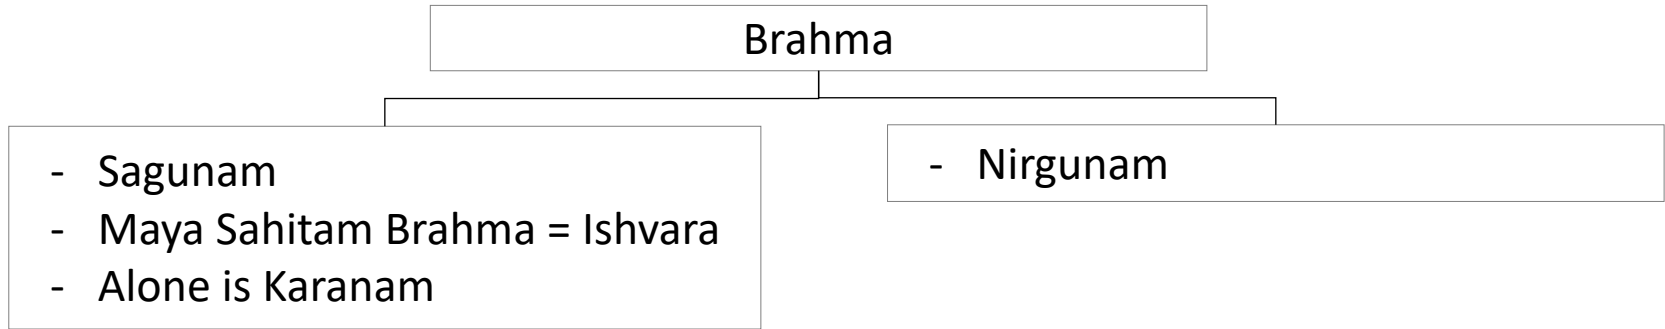 Brahma
- Sagunam
- Maya Sahitam Brahma = Ishvara
- Alone is Karanam
- Nirgunam